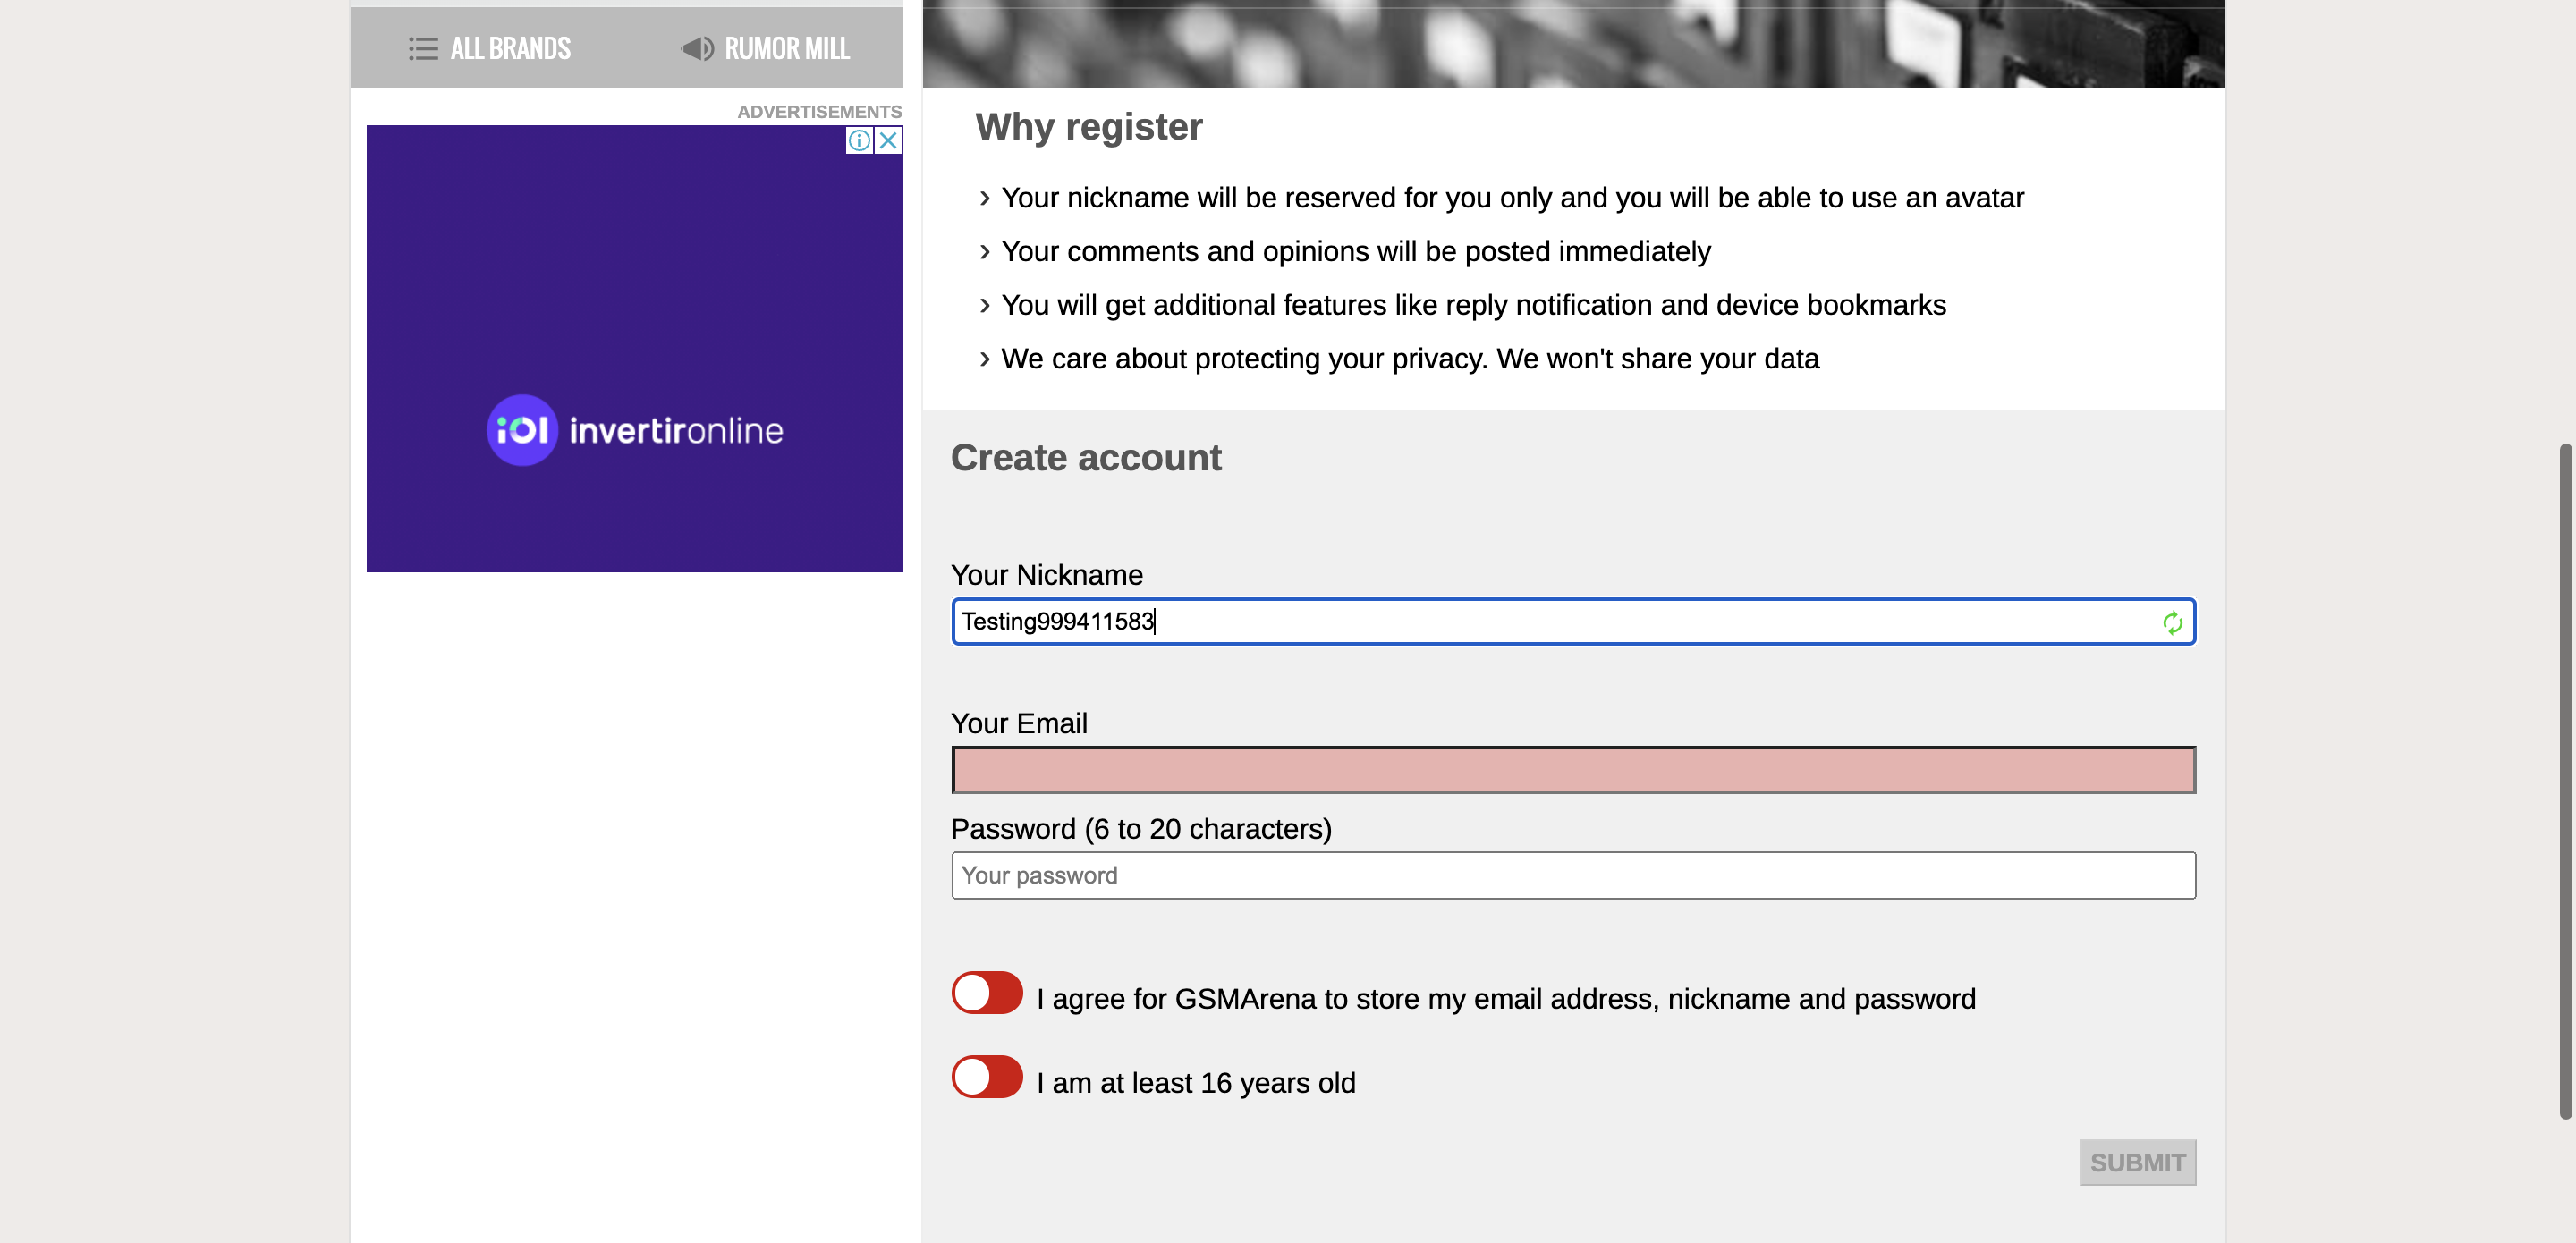 ALL BRANDS
RUMOR MILL
ADVERTISEMENTS
iol invertironline
Why register
Your nickname will be reserved for you only and you will be able to use an avatar
Your comments and opinions will be posted immediately
You will get additional features like reply notification and device bookmarks
We care about protecting your privacy. We won't share your data
Create account
Your Nickname
Testing999411583
Your Email
Password (6 to 20 characters)
Your password
I agree for GSMArena to store my email address, nickname and password
I am at least 16 years old
SUBMIT